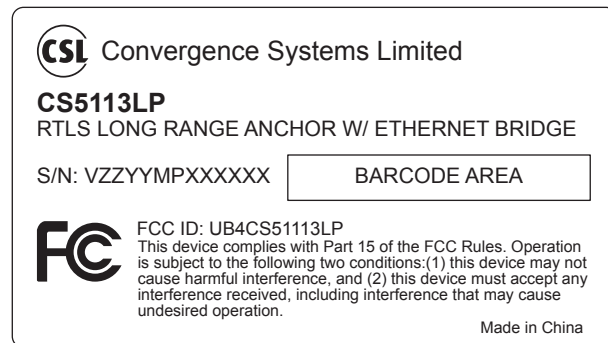 CSL Convergence Systems Limited
CS5113LP
RTLS LONG RANGE ANCHOR W/ ETHERNET BRIDGE
S/N: VZZYYMPXXXXXX BARCODE AREA
FC FCC ID: UB4CS51113LP
This device complies with Part 15 of the FCC Rules. Operation
is subject to the following two conditions:(1) this device may not
cause harmful interference, and (2) this device must accept any
interference received, including interference that may cause
undesired operation.
Made in China